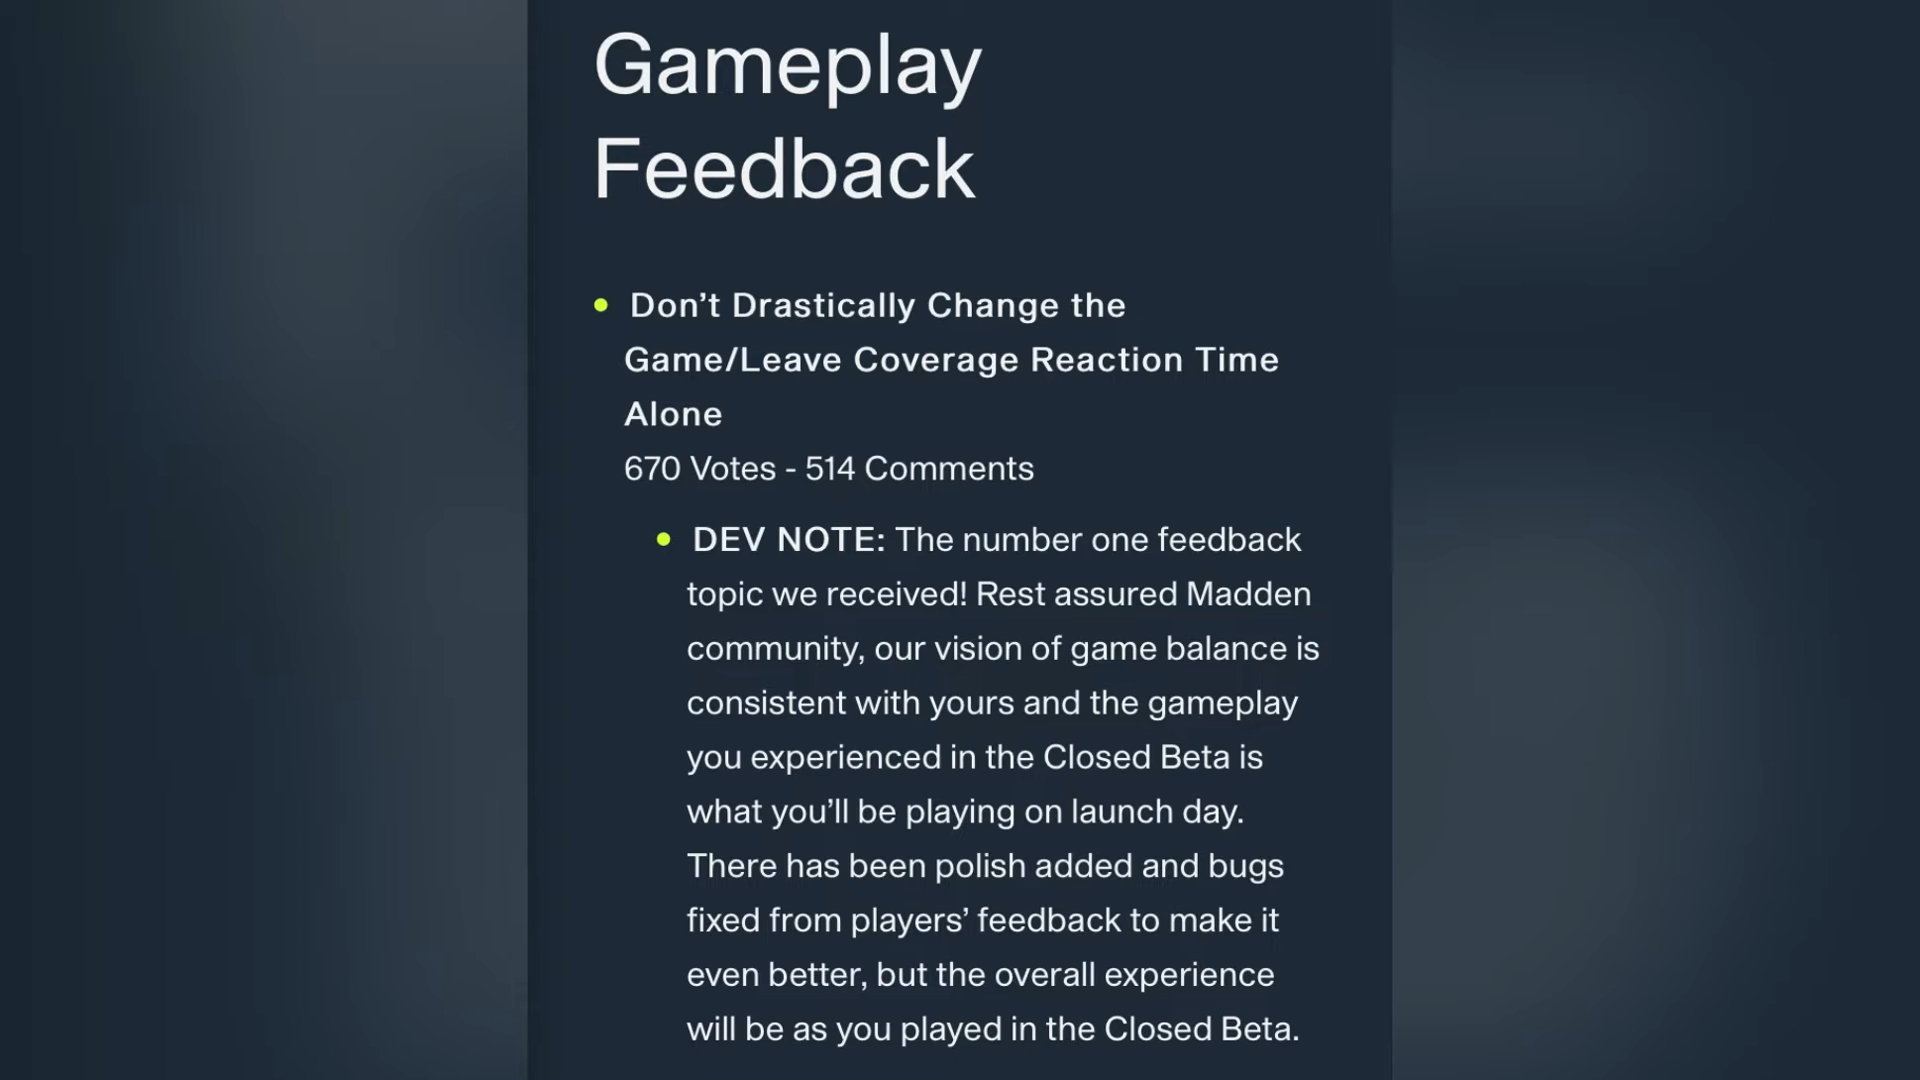 Gameplay
Feedback
• Don’t Drastically Change the
Game/Leave Coverage Reaction Time
Alone
670 Votes - 514 Comments
• DEV NOTE: The number one feedback
topic we received! Rest assured Madden
community, our vision of game balance is
consistent with yours and the gameplay
you experienced in the Closed Beta is
what you’ll be playing on launch day.
There has been polish added and bugs
fixed from players’ feedback to make it
even better, but the overall experience
will be as you played in the Closed Beta.